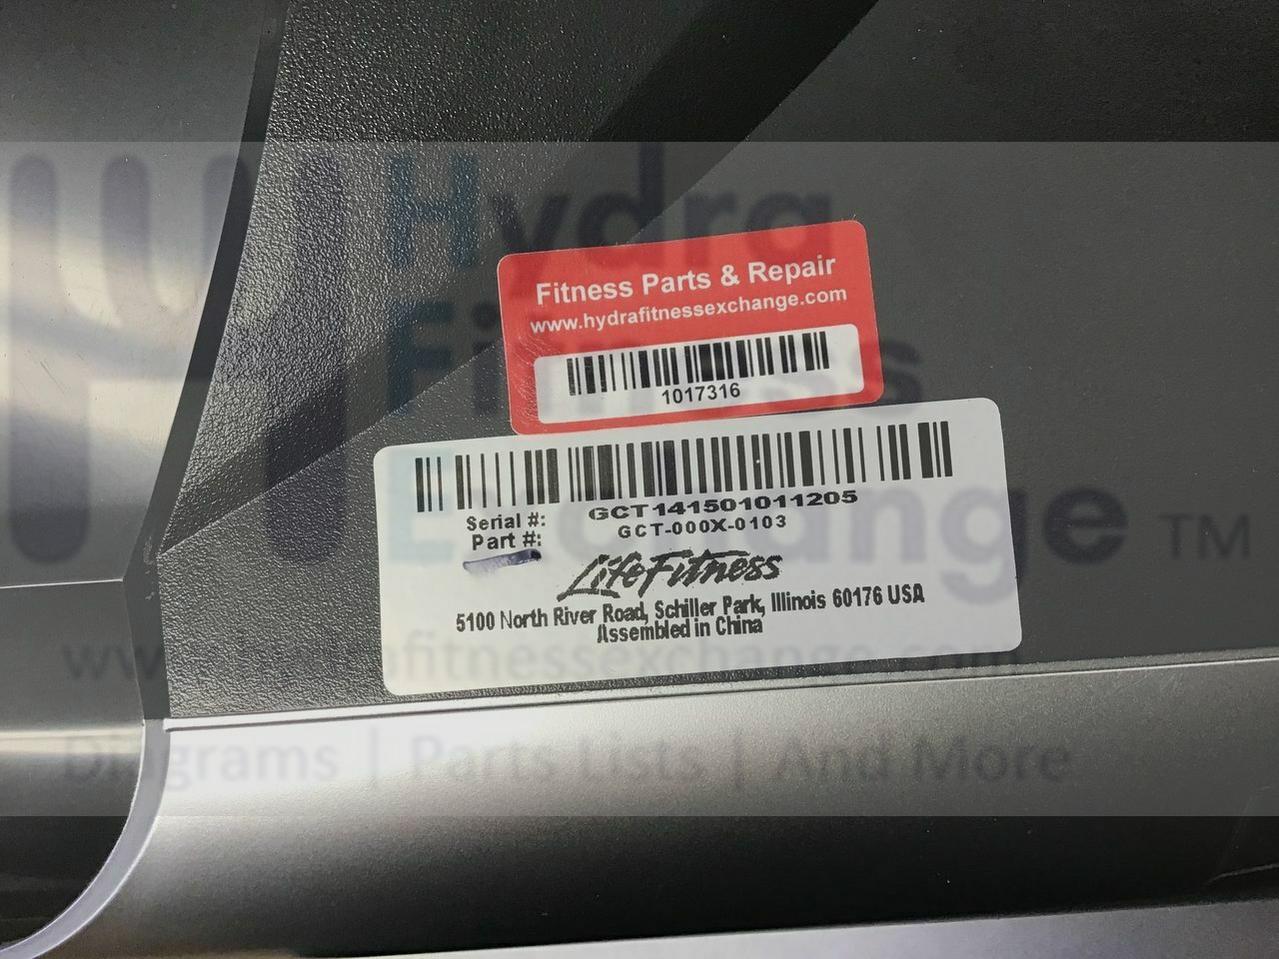 Hydra
Fitness
Exchange TM
Fitness Parts & Repair
www.hydrafitnessexchange.com
1017316
Serial #: GCT141501011205
Part #: GCT-000X-0103
LifeFitness
5100 North River Road, Schiller Park, Illinois 60176 USA
Assembled in China
www.hydrafitnessexchange.com
Diagrams | Parts Lists | And More